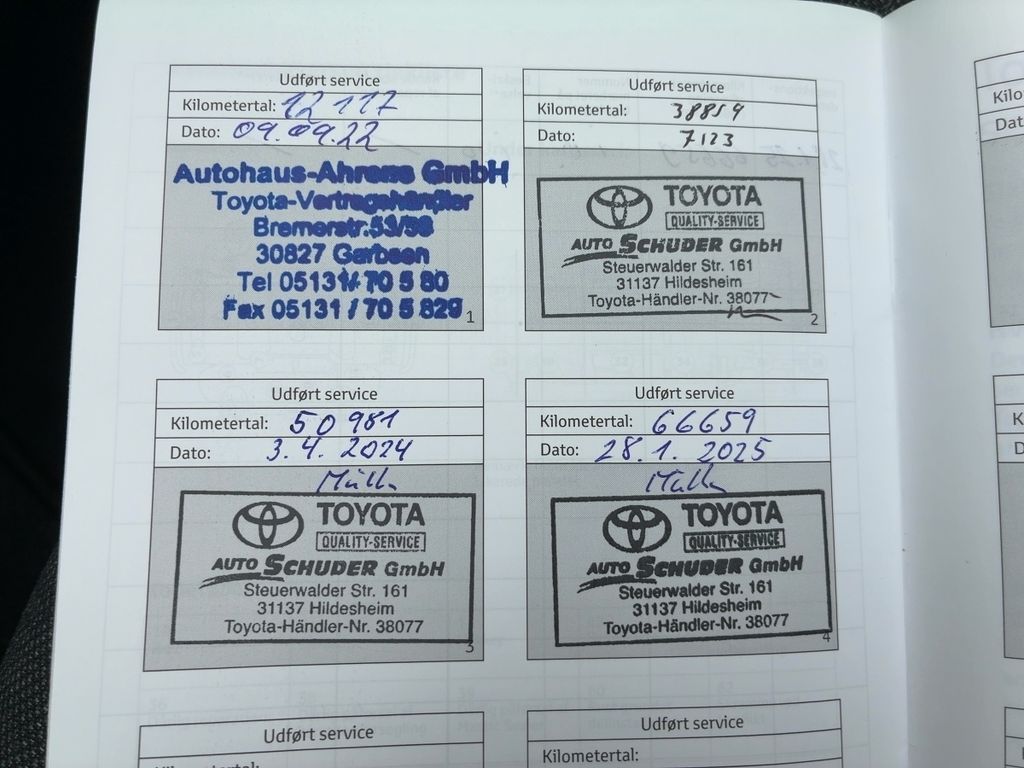 Udført service
Kilometertal: 12 117
Dato: 09.09.22
Autohaus-Ahrens GmbH
Toyota-Vertragshändler
Bremerstr.53/58
30827 Garbsen
Tel 05131/ 70 5 80
Fax 05131 / 70 5 829
1
Udført service
Kilometertal: 38859
Dato: 7123
TOYOTA
QUALITY-SERVICE
AUTO SCHUDER GmbH
Steuerwalder Str. 161
31137 Hildesheim
Toyota-Händler-Nr. 38077
2
Udført service
Kilometertal: 50 981
Dato: 3.4. 2024
TOYOTA
QUALITY-SERVICE
AUTO SCHUDER GmbH
Steuerwalder Str. 161
31137 Hildesheim
Toyota-Händler-Nr. 38077
3
Udført service
Kilometertal: 66659
Dato: 28.1. 2025
TOYOTA
QUALITY-SERVICE
AUTO SCHUDER GmbH
Steuerwalder Str. 161
31137 Hildesheim
Toyota-Händler-Nr. 38077
4
Udført service
Kilometertal:
Udført service
Kilometertal:
Kilo
Dat
K
D